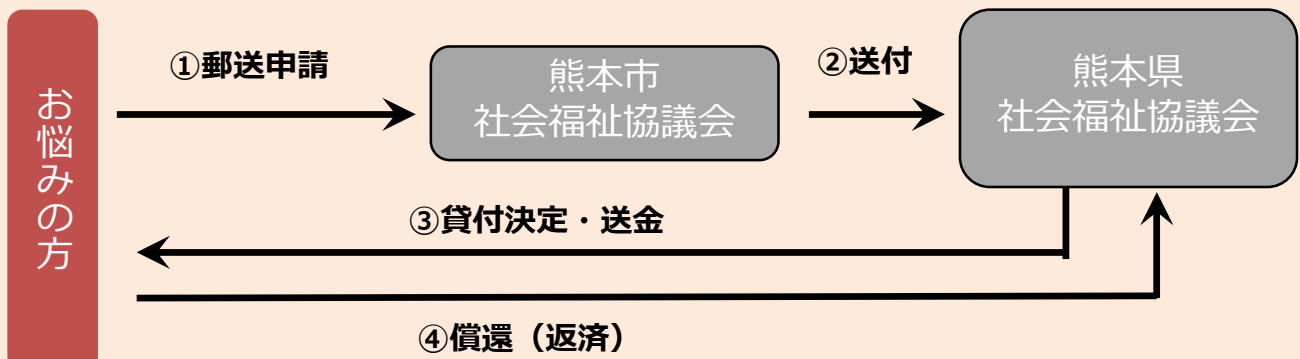 お悩みの方
①郵送申請
熊本市
社会福祉協議会
②送付
熊本県
社会福祉協議会
③貸付決定・送金
④償還（返済）